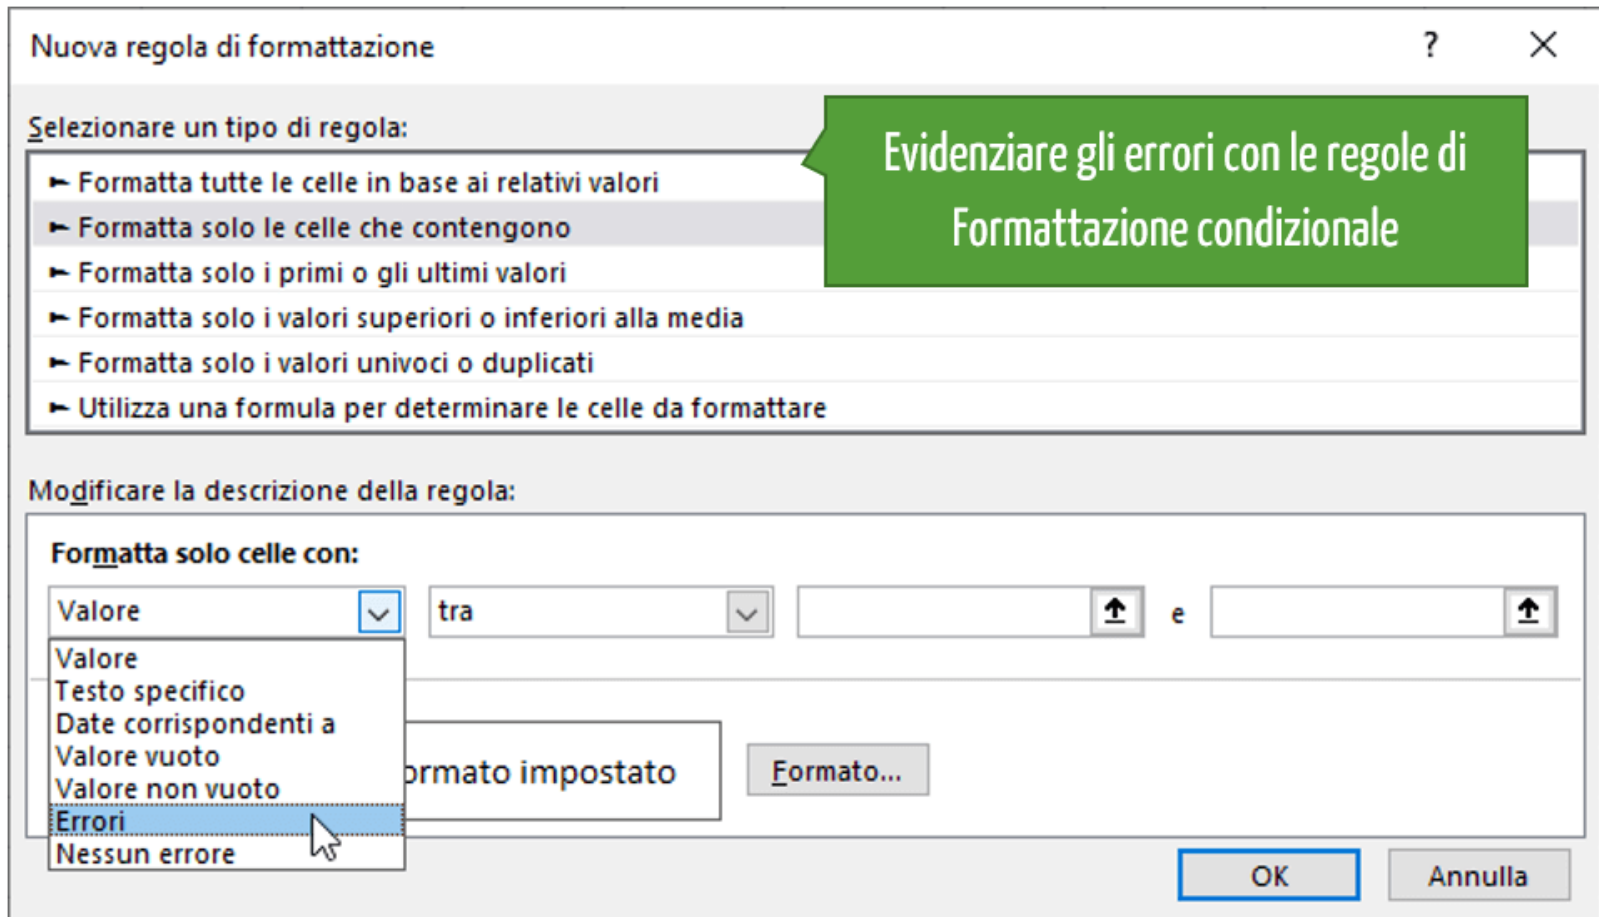 Nuova regola di formattazione
?
Selezionare un tipo di regola:
Evidenziare gli errori con le regole di
Formattazione condizionale
Formatta tutte le celle in base ai relativi valori
Formatta solo le celle che contengono
Formatta solo i primi o gli ultimi valori
Formatta solo i valori superiori o inferiori alla media
Formatta solo i valori univoci o duplicati
Utilizza una formula per determinare le celle da formattare
Modificare la descrizione della regola:
Formatta solo celle con:
Valore
tra
e
Valore
Testo specifico
Date corrispondenti a
Valore vuoto
Valore non vuoto
Errori
Nessun errore
impostato
Formato...
OK
Annulla